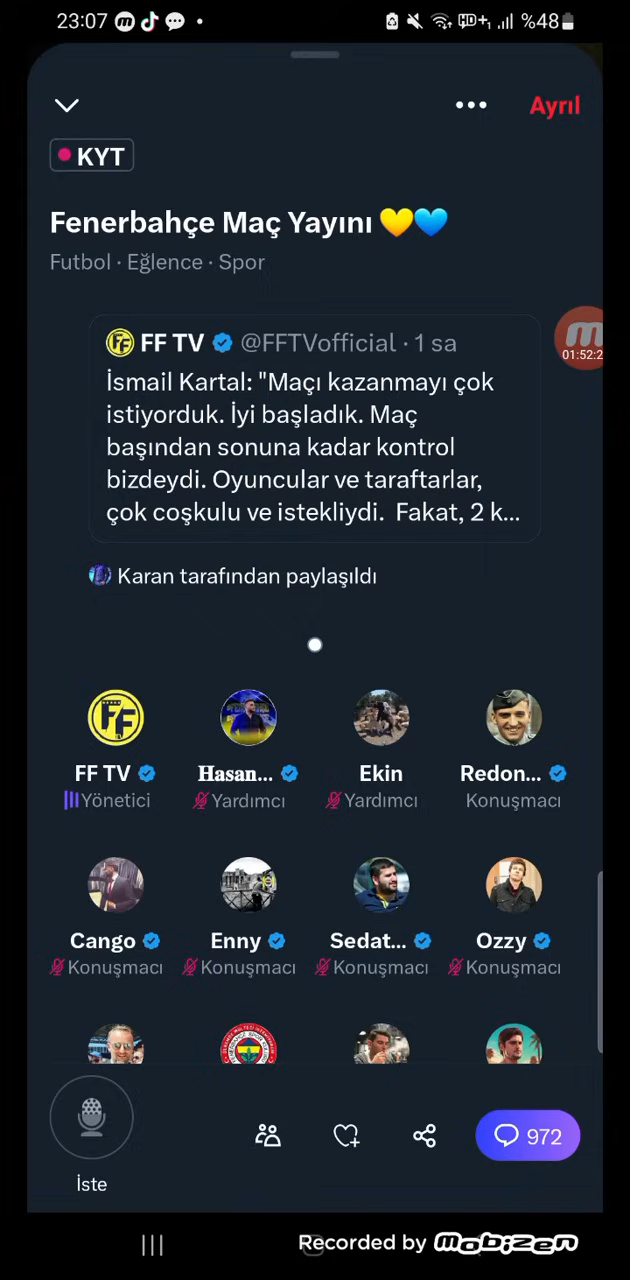 23:07
HD+ %48
Ayrıl
KYT
Fenerbahçe Maç Yayını 💛💙
Futbol · Eğlence · Spor
FF TV @FFTVofficial · 1 sa
01:52:2
İsmail Kartal: "Maçı kazanmayı çok
istiyorduk. İyi başladık. Maç
başından sonuna kadar kontrol
bizdeydi. Oyuncular ve taraftarlar,
çok coşkulu ve istekliydi. Fakat, 2 k...
Karan tarafından paylaşıldı
FF TV Hasan... Ekin Redon...
Yönetici Yardımcı Yardımcı Konuşmacı
Cango Enny Sedat... Ozzy
Konuşmacı Konuşmacı Konuşmacı Konuşmacı
972
İste
Recorded by mobizen